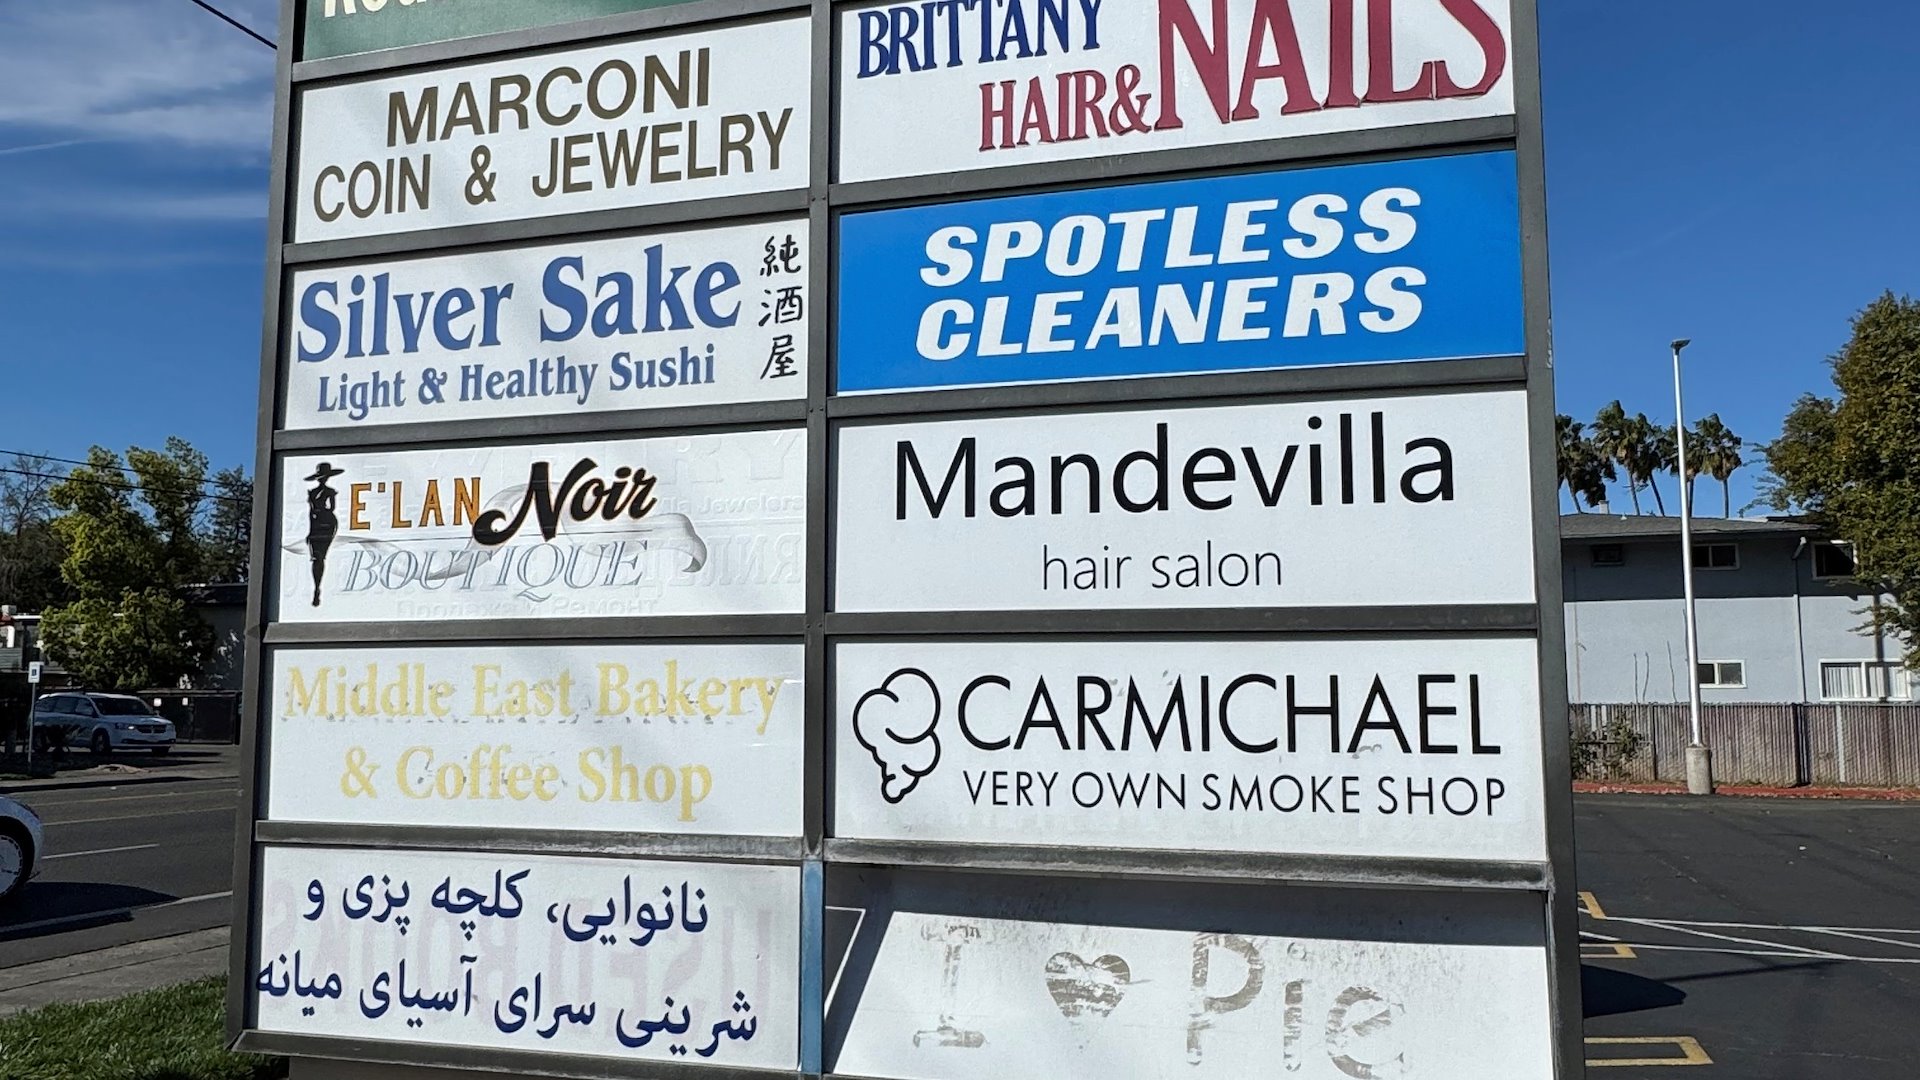 MARCONI
COIN & JEWELRY
BRITTANY
HAIR & NAILS
Silver Sake
Light & Healthy Sushi
純酒屋
SPOTLESS
CLEANERS
E'LAN Noir
BOUTIQUE
Mandevilla
hair salon
Middle East Bakery
& Coffee Shop
CARMICHAEL
VERY OWN SMOKE SHOP
نانوایی، کلچه پزی و
شرینی سرای آسیای میانه
I ♥ Pie